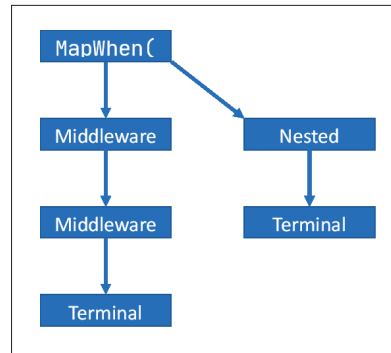 MapWhen(
Middleware
Nested
Middleware
Terminal
Terminal